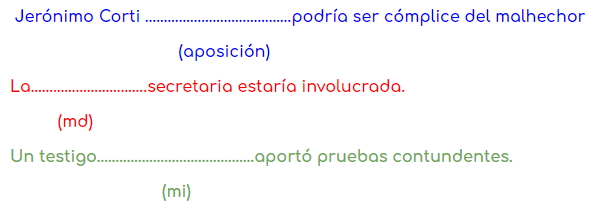 Jerónimo Corti .......................................podría ser cómplice del malhechor
(aposición)
La...............................secretaria estaría involucrada.
(md)
Un testigo..........................................aportó pruebas contundentes.
(mi)